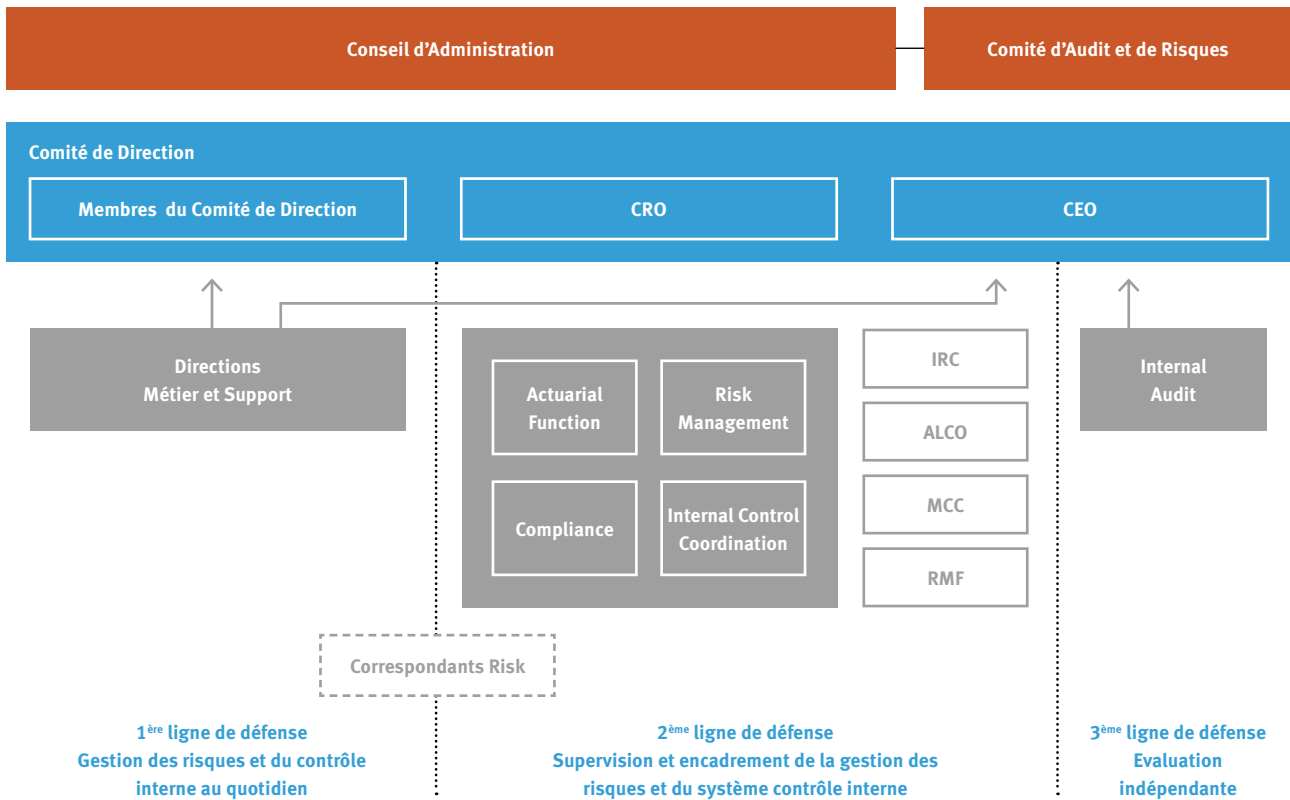 Conseil d’Administration
Comité d’Audit et de Risques
Comité de Direction
Membres du Comité de Direction
CRO
CEO
Directions
Métier et Support
Actuarial
Function
Risk
Management
Compliance
Internal Control
Coordination
IRC
ALCO
MCC
RMF
Internal
Audit
Correspondants Risk
1ère ligne de défense
Gestion des risques et du contrôle
interne au quotidien
2ème ligne de défense
Supervision et encadrement de la gestion des
risques et du système contrôle interne
3ème ligne de défense
Evaluation
indépendante